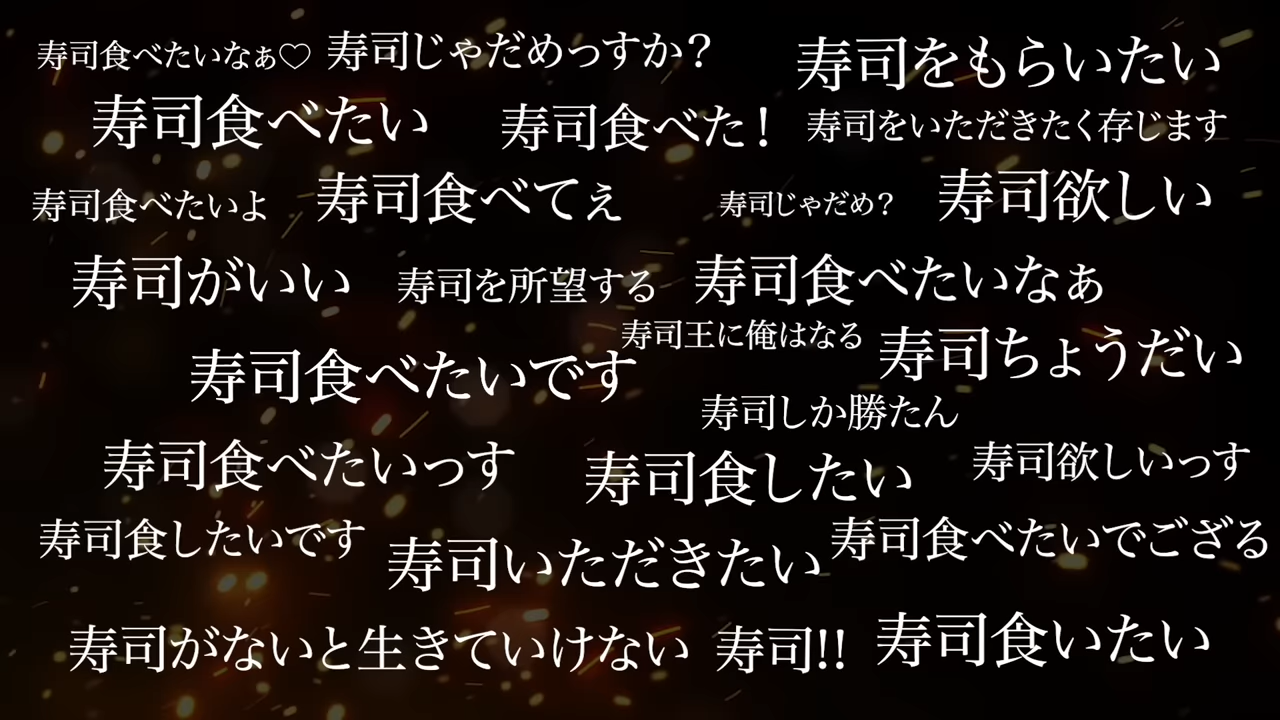 寿司食べたいなぁ♡
寿司じゃだめっすか？
寿司をもらいたい
寿司食べたい
寿司食べた！
寿司をいただきたく存じます
寿司食べたいよ
寿司食べてぇ
寿司じゃだめ？
寿司欲しい
寿司がいい
寿司を所望する
寿司食べたいなぁ
寿司王に俺はなる
寿司ちょうだい
寿司食べたいです
寿司しか勝たん
寿司食べたいっす
寿司食したい
寿司欲しいっす
寿司食したいです
寿司いただきたい
寿司食べたいでござる
寿司がないと生きていけない
寿司!!
寿司食いたい